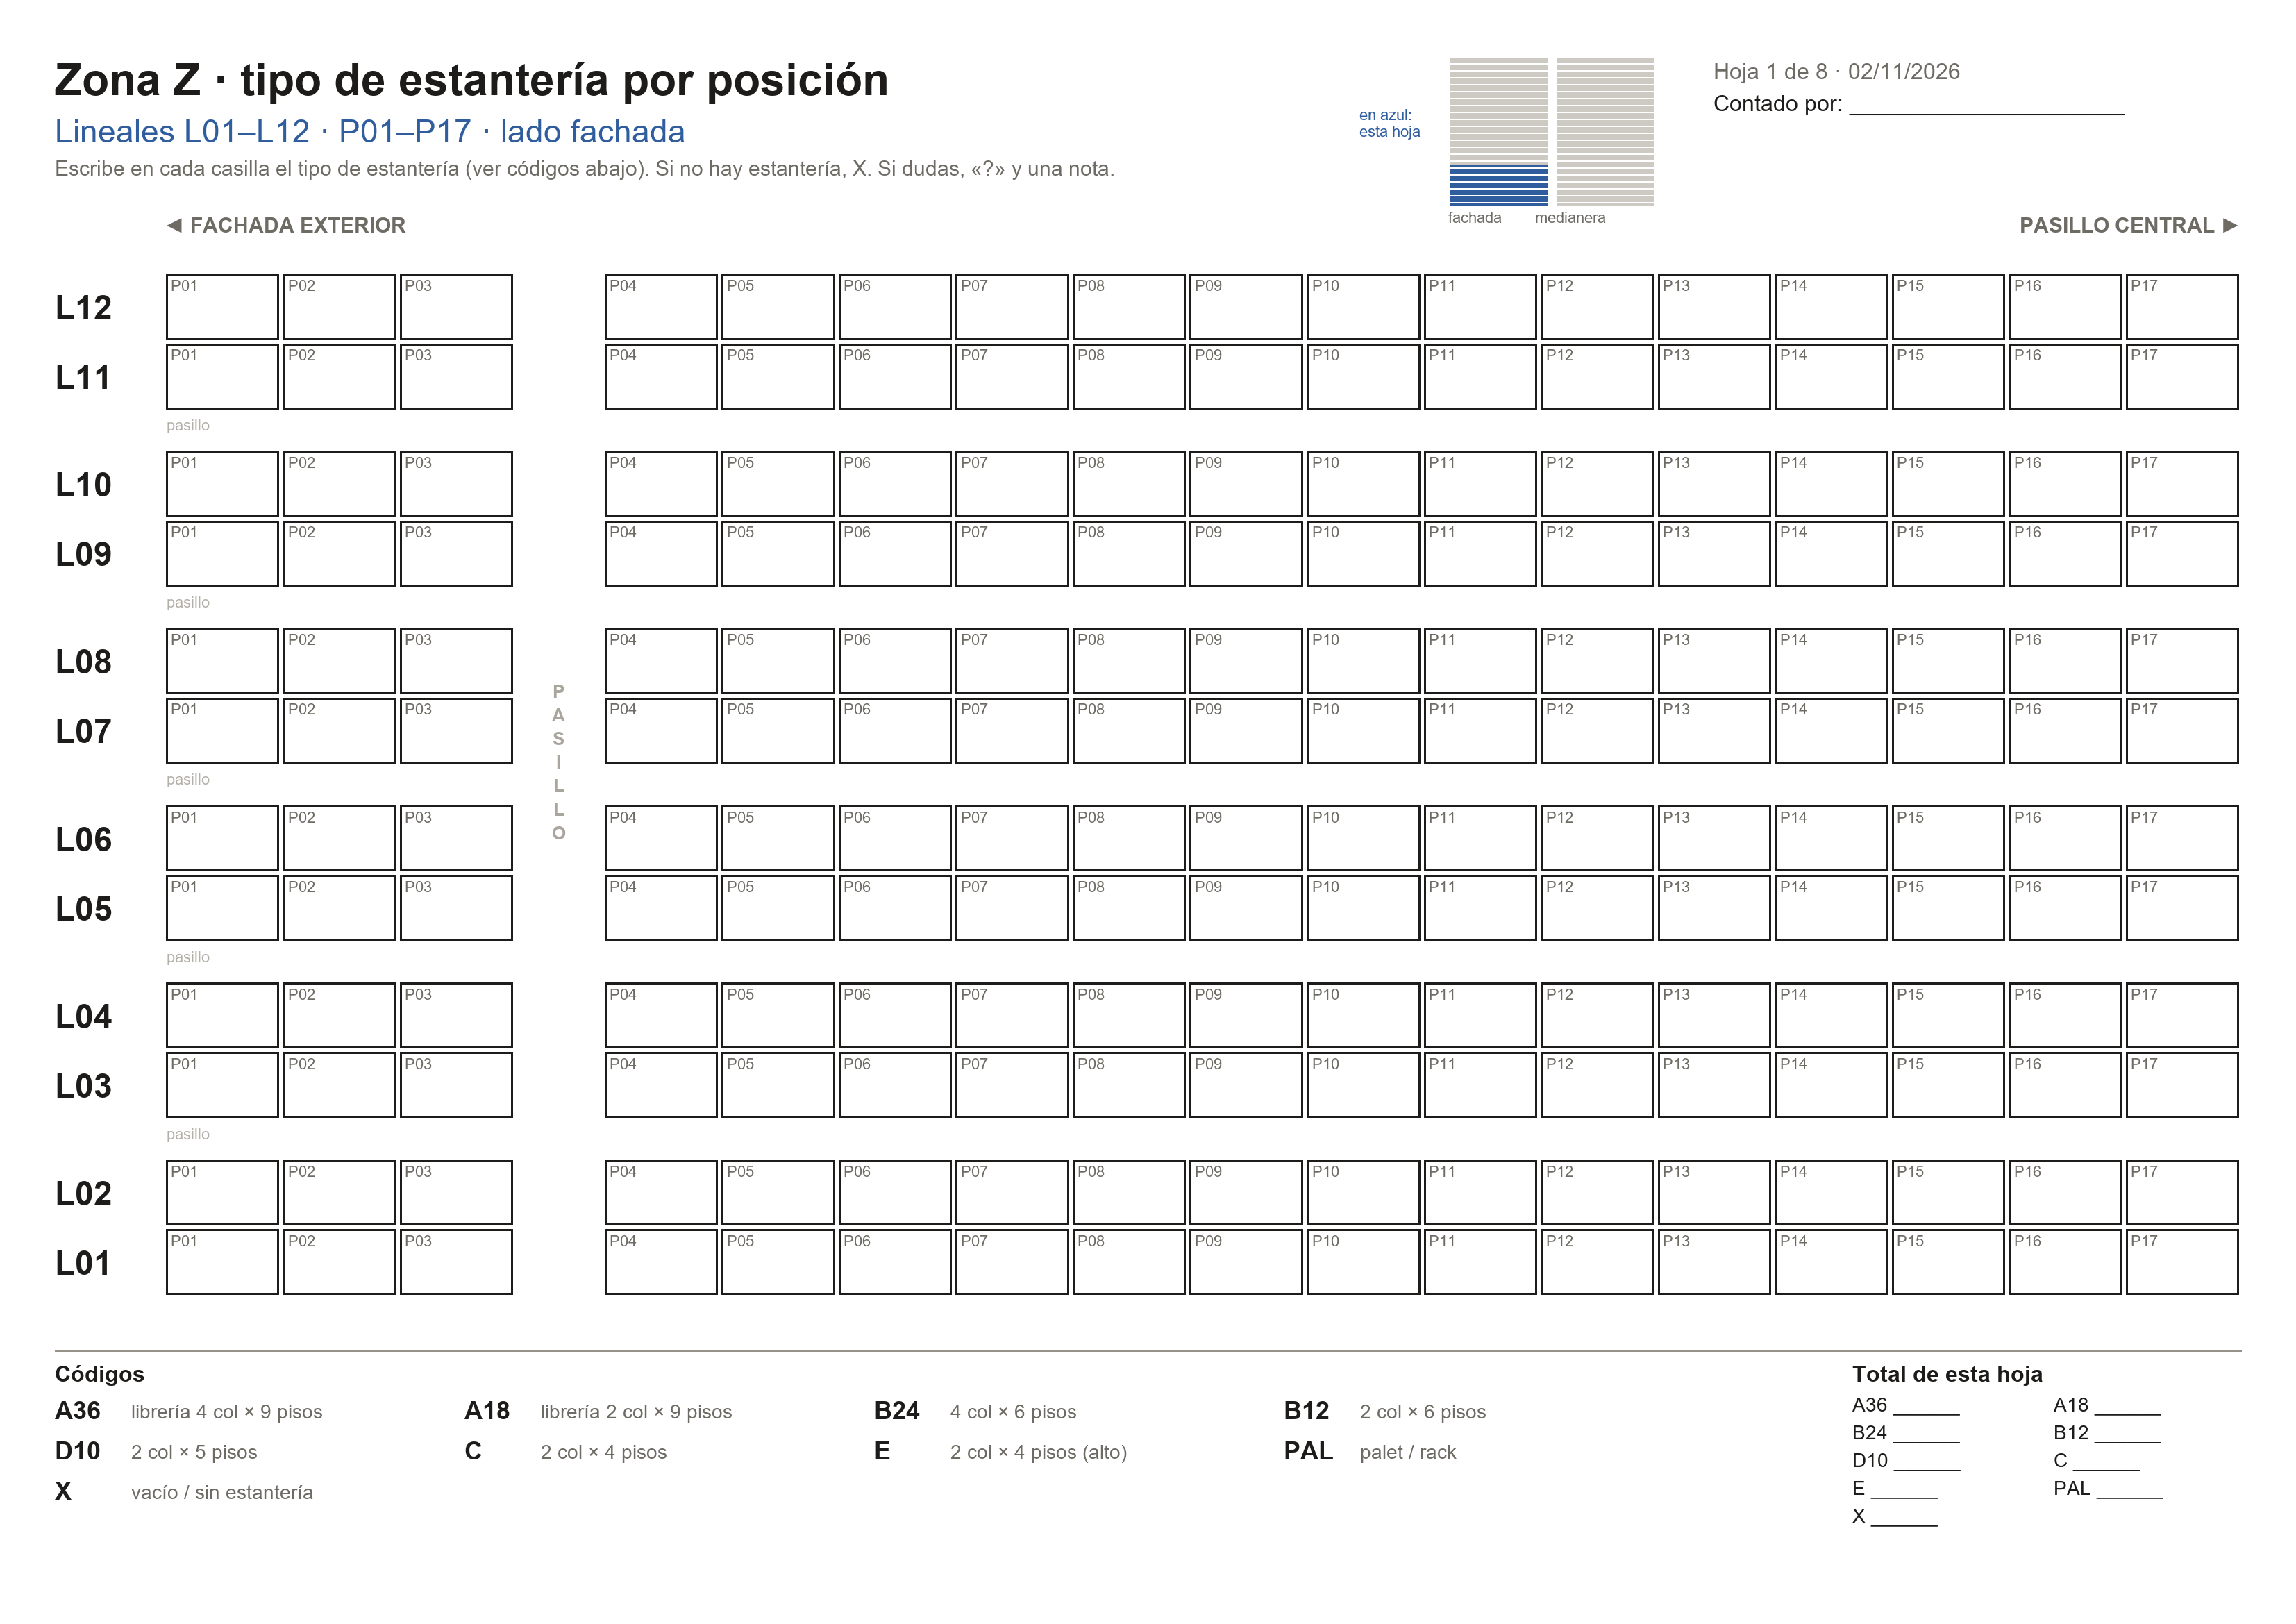 Zona Z · tipo de estantería por posición
Lineales L01–L12 · P01–P17 · lado fachada
Escribe en cada casilla el tipo de estantería (ver códigos abajo). Si no hay estantería, X. Si dudas, «?» y una nota.
en azul:
esta hoja
fachada medianera
Hoja 1 de 8 · 02/11/2026
Contado por: ______________________
◄ FACHADA EXTERIOR
PASILLO CENTRAL ►
L12 P01 P02 P03 P04 P05 P06 P07 P08 P09 P10 P11 P12 P13 P14 P15 P16 P17
L11 P01 P02 P03 P04 P05 P06 P07 P08 P09 P10 P11 P12 P13 P14 P15 P16 P17
pasillo
L10 P01 P02 P03 P04 P05 P06 P07 P08 P09 P10 P11 P12 P13 P14 P15 P16 P17
L09 P01 P02 P03 P04 P05 P06 P07 P08 P09 P10 P11 P12 P13 P14 P15 P16 P17
pasillo
L08 P01 P02 P03 P04 P05 P06 P07 P08 P09 P10 P11 P12 P13 P14 P15 P16 P17
L07 P01 P02 P03 P04 P05 P06 P07 P08 P09 P10 P11 P12 P13 P14 P15 P16 P17
pasillo
PASILLO
L06 P01 P02 P03 P04 P05 P06 P07 P08 P09 P10 P11 P12 P13 P14 P15 P16 P17
L05 P01 P02 P03 P04 P05 P06 P07 P08 P09 P10 P11 P12 P13 P14 P15 P16 P17
pasillo
L04 P01 P02 P03 P04 P05 P06 P07 P08 P09 P10 P11 P12 P13 P14 P15 P16 P17
L03 P01 P02 P03 P04 P05 P06 P07 P08 P09 P10 P11 P12 P13 P14 P15 P16 P17
pasillo
L02 P01 P02 P03 P04 P05 P06 P07 P08 P09 P10 P11 P12 P13 P14 P15 P16 P17
L01 P01 P02 P03 P04 P05 P06 P07 P08 P09 P10 P11 P12 P13 P14 P15 P16 P17
Códigos
A36 librería 4 col × 9 pisos A18 librería 2 col × 9 pisos B24 4 col × 6 pisos B12 2 col × 6 pisos
D10 2 col × 5 pisos C 2 col × 4 pisos E 2 col × 4 pisos (alto) PAL palet / rack
X vacío / sin estantería
Total de esta hoja
A36 ______ A18 ______
B24 ______ B12 ______
D10 ______ C ______
E ______ PAL ______
X ______